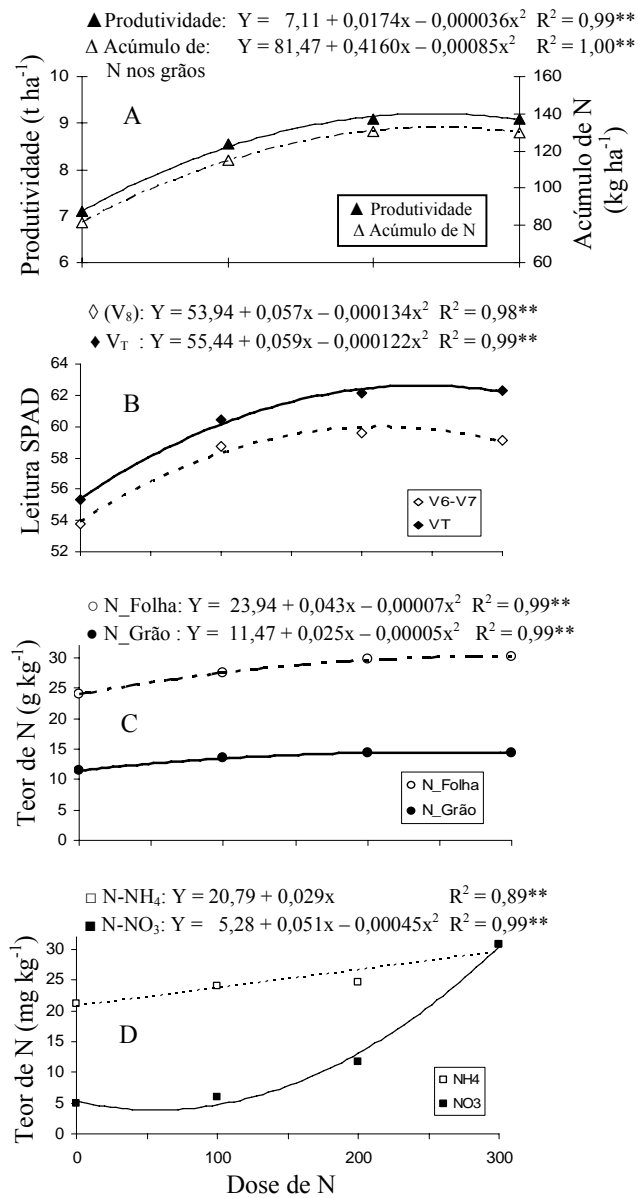 ▲ Produtividade: Y = 7,11 + 0,0174x – 0,000036x² R² = 0,99**
Δ Acúmulo de: Y = 81,47 + 0,4160x – 0,00085x² R² = 1,00**
N nos grãos
10
9
8
7
6
Produtividade (t ha⁻¹)
A
160
140
120
100
80
60
Acúmulo de N
(kg ha⁻¹)
▲ Produtividade
Δ Acúmulo de N
◊ (V₈): Y = 53,94 + 0,057x – 0,000134x² R² = 0,98**
♦ V_T : Y = 55,44 + 0,059x – 0,000122x² R² = 0,99**
64
62
60
58
56
54
52
Leitura SPAD
B
◊ V6-V7
♦ VT
○ N_Folha: Y = 23,94 + 0,043x – 0,00007x² R² = 0,99**
● N_Grão : Y = 11,47 + 0,025x – 0,00005x² R² = 0,99**
30
25
20
15
10
5
0
Teor de N (g kg⁻¹)
C
○ N_Folha
● N_Grão
□ N-NH₄: Y = 20,79 + 0,029x R² = 0,89**
■ N-NO₃: Y = 5,28 + 0,051x – 0,00045x² R² = 0,99**
30
25
20
15
10
5
0
Teor de N (mg kg⁻¹)
D
□ NH4
■ NO3
0 100 200 300
Dose de N